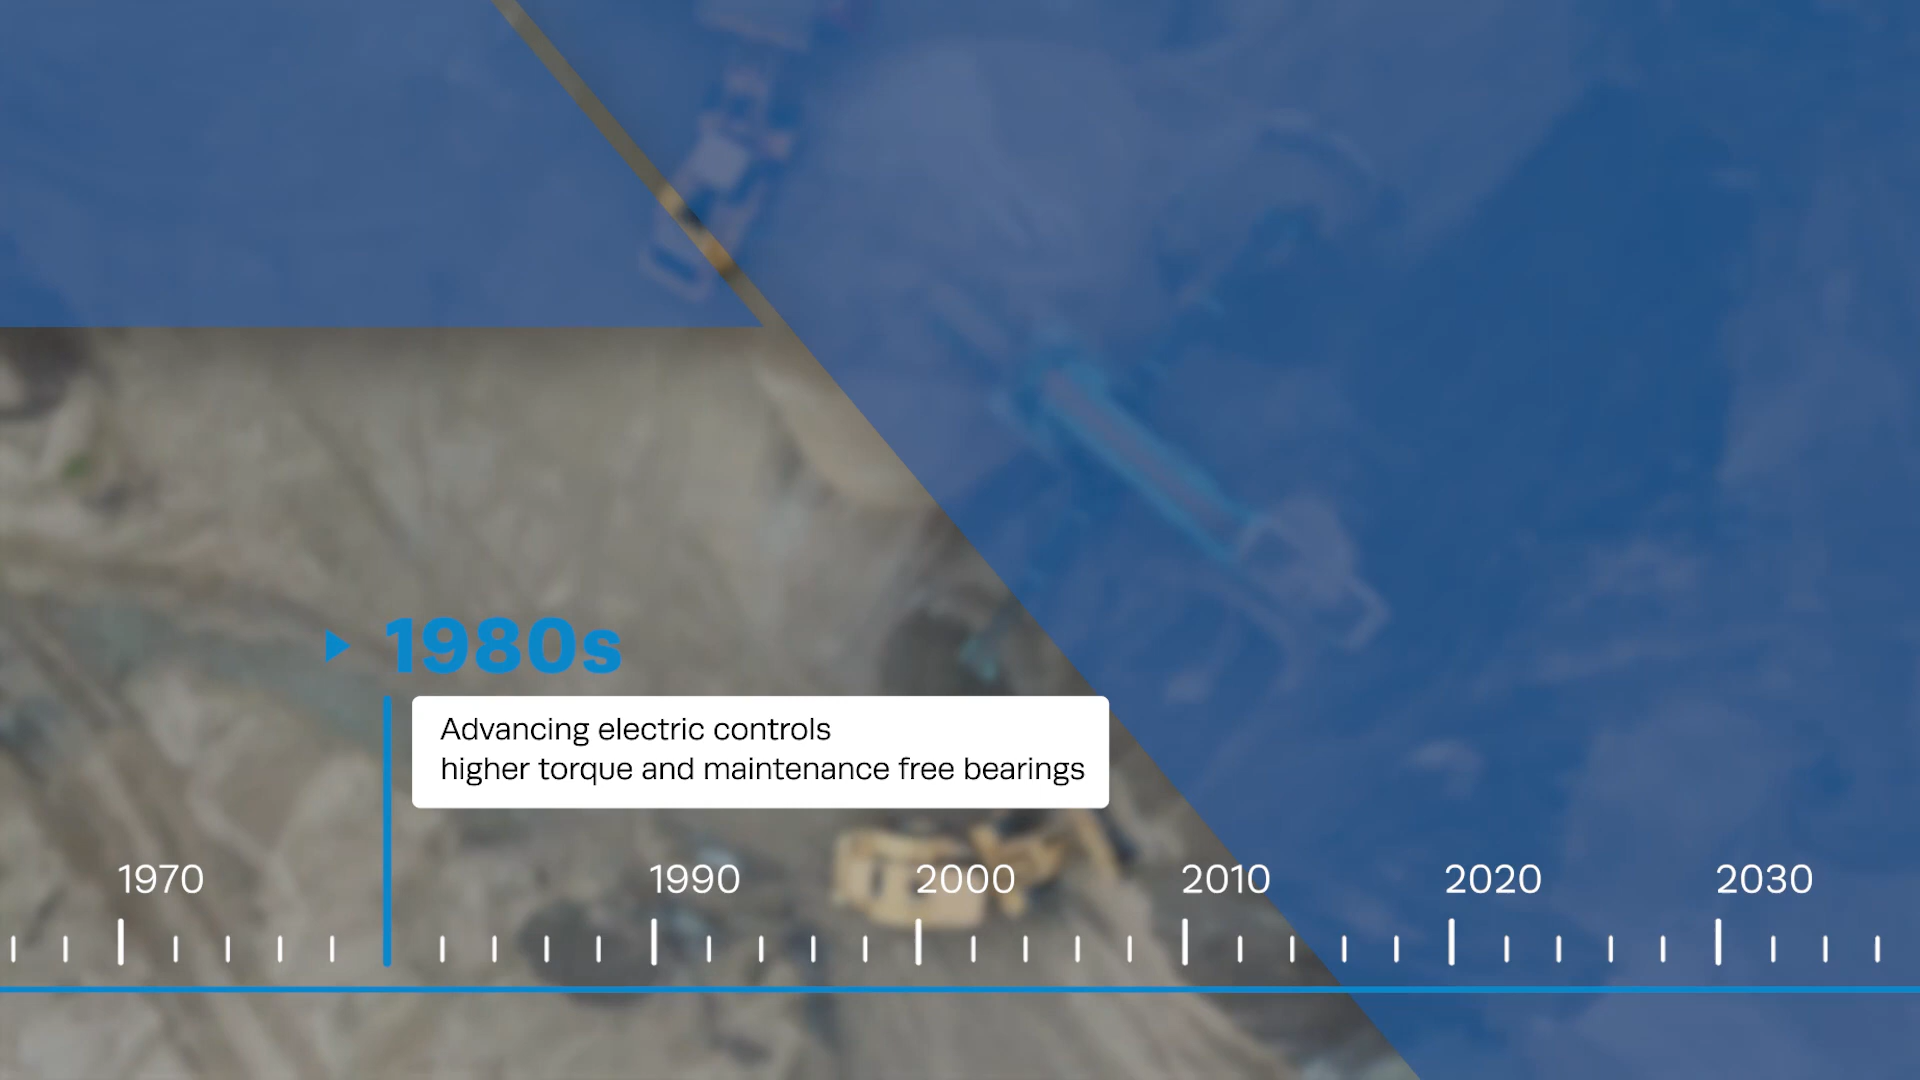 1980s
Advancing electric controls
higher torque and maintenance free bearings
1970 1990 2000 2010 2020 2030